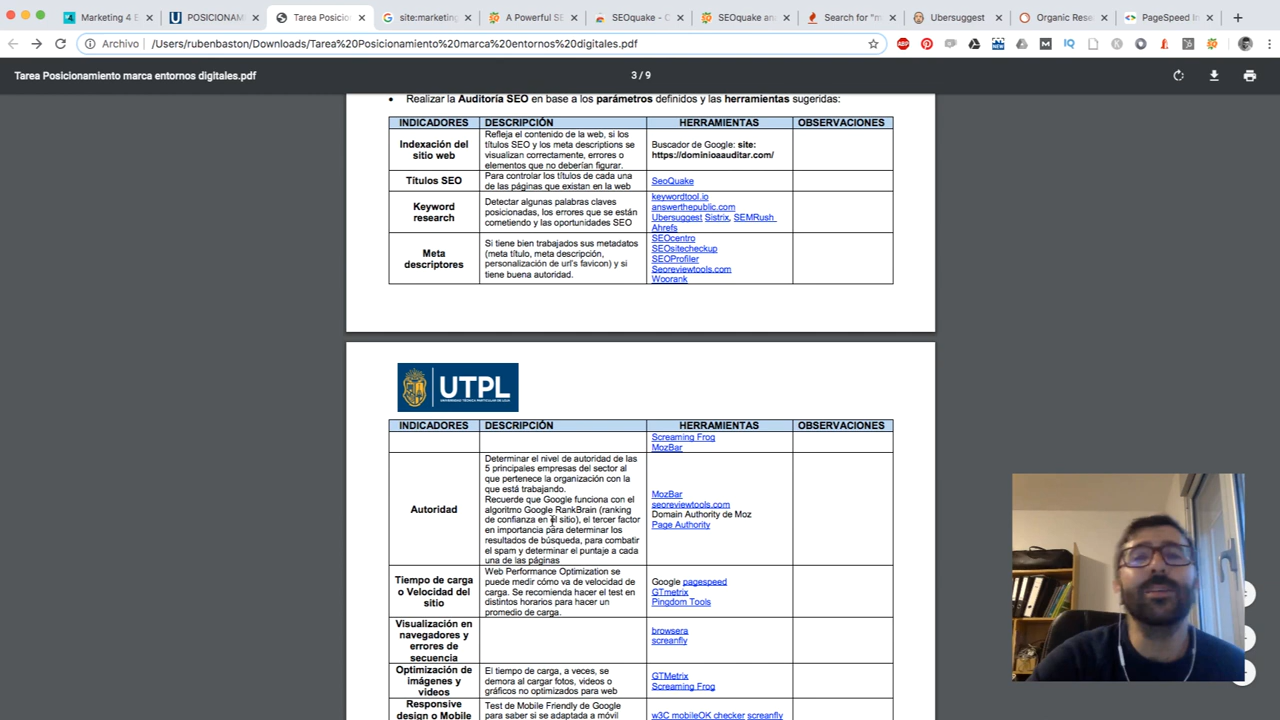 Marketing 4 E
POSICIONAM
Tarea Posicion
site:marketing
A Powerful SE
SEOquake - C
SEOquake an
Search for "m
Ubersuggest
Organic Rese
PageSpeed In
Archivo
/Users/rubenbaston/Downloads/Tarea%20Posicionamiento%20marca%20entornos%20digitales.pdf
Tarea Posicionamiento marca entornos digitales.pdf
3 / 9
• Realizar la Auditoría SEO en base a los parámetros definidos y las herramientas sugeridas:
INDICADORES DESCRIPCIÓN HERRAMIENTAS OBSERVACIONES
Indexación del
sitio web
Refleja el contenido de la web, si los
títulos SEO y los meta descriptions se
visualizan correctamente, errores o
elementos que no deberían figurar.
Buscador de Google: site:
https://dominioaauditar.com/
Títulos SEO
Para controlar los títulos de cada una
de las páginas que existan en la web
SeoQuake
Keyword
research
Detectar algunas palabras claves
posicionadas, los errores que se están
cometiendo y las oportunidades SEO
keywordtool.io
answerthepublic.com
Ubersuggest Sistrix, SEMRush
Ahrefs
Meta
descriptores
Si tiene bien trabajados sus metadatos
(meta título, meta descripción,
personalización de url's favicon) y si
tiene buena autoridad.
SEOcentro
SEOsitecheckup
SEOProfiler
Seoreviewtools.com
Woorank
UTPL
UNIVERSIDAD TÉCNICA PARTICULAR DE LOJA
INDICADORES DESCRIPCIÓN HERRAMIENTAS OBSERVACIONES
Screaming Frog
MozBar
Autoridad
Determinar el nivel de autoridad de las
5 principales empresas del sector al
que pertenece la organización con la
que está trabajando.
Recuerde que Google funciona con el
algoritmo Google RankBrain (ranking
de confianza en el sitio), el tercer factor
en importancia para determinar los
resultados de búsqueda, para combatir
el spam y determinar el puntaje a cada
una de las páginas
MozBar
seoreviewtools.com
Domain Authority de Moz
Page Authority
Tiempo de carga
o Velocidad del
sitio
Web Performance Optimization se
puede medir cómo va de velocidad de
carga. Se recomienda hacer el test en
distintos horarios para hacer un
promedio de carga.
Google pagespeed
GTmetrix
Pingdom Tools
Visualización en
navegadores y
errores de
secuencia
browsera
screanfly
Optimización de
imágenes y
videos
El tiempo de carga, a veces, se
demora al cargar fotos, videos o
gráficos no optimizados para web
GTMetrix
Screaming Frog
Responsive
design o Mobile
Test de Mobile Friendly de Google
para saber si se adaptada a móvil
w3C mobileOK checker screanfly